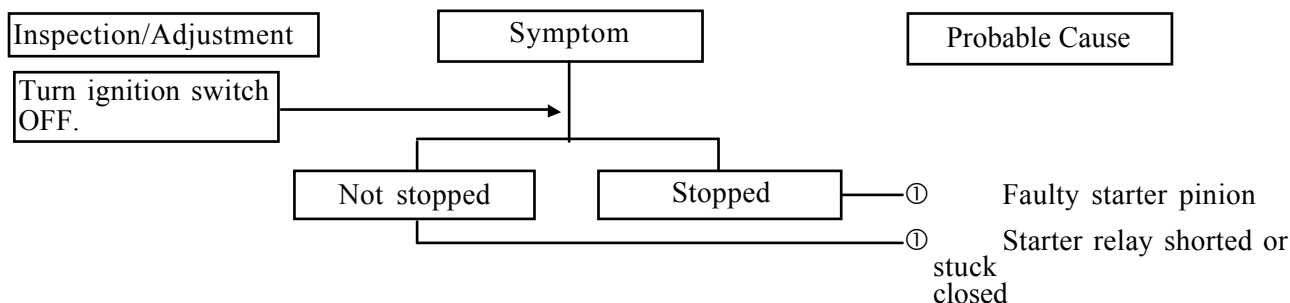 Inspection/Adjustment
Symptom
Probable Cause
Turn ignition switch
OFF.
Not stopped
Stopped
① Faulty starter pinion
① Starter relay shorted or
stuck
closed